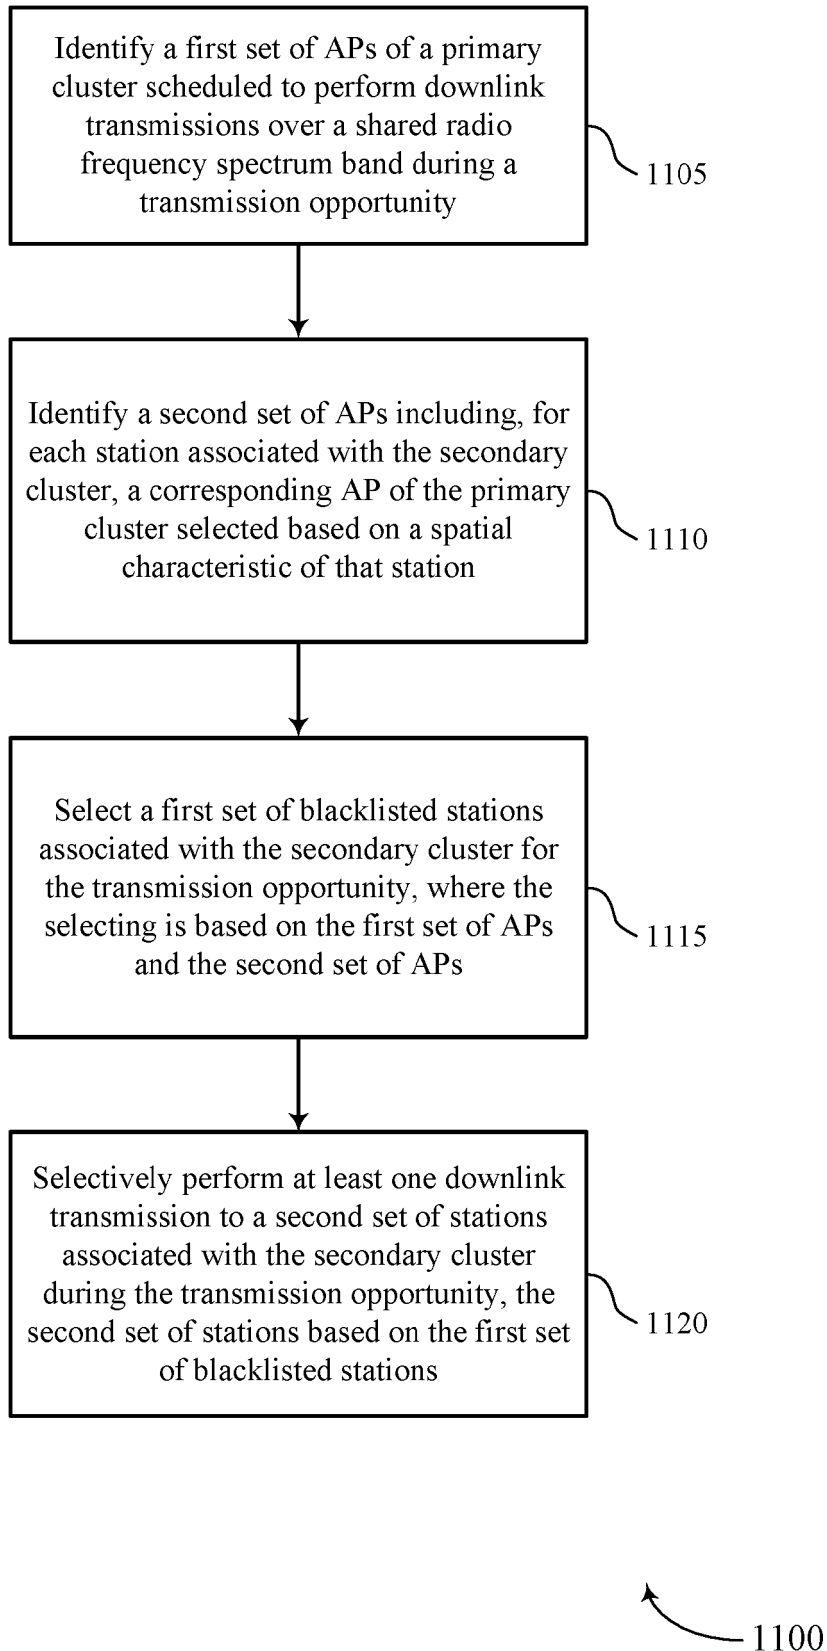 Identify a first set of APs of a primary
cluster scheduled to perform downlink
transmissions over a shared radio
frequency spectrum band during a
transmission opportunity
1105
Identify a second set of APs including, for
each station associated with the secondary
cluster, a corresponding AP of the primary
cluster selected based on a spatial
characteristic of that station
1110
Select a first set of blacklisted stations
associated with the secondary cluster for
the transmission opportunity, where the
selecting is based on the first set of APs
and the second set of APs
1115
Selectively perform at least one downlink
transmission to a second set of stations
associated with the secondary cluster
during the transmission opportunity, the
second set of stations based on the first set
of blacklisted stations
1120
1100